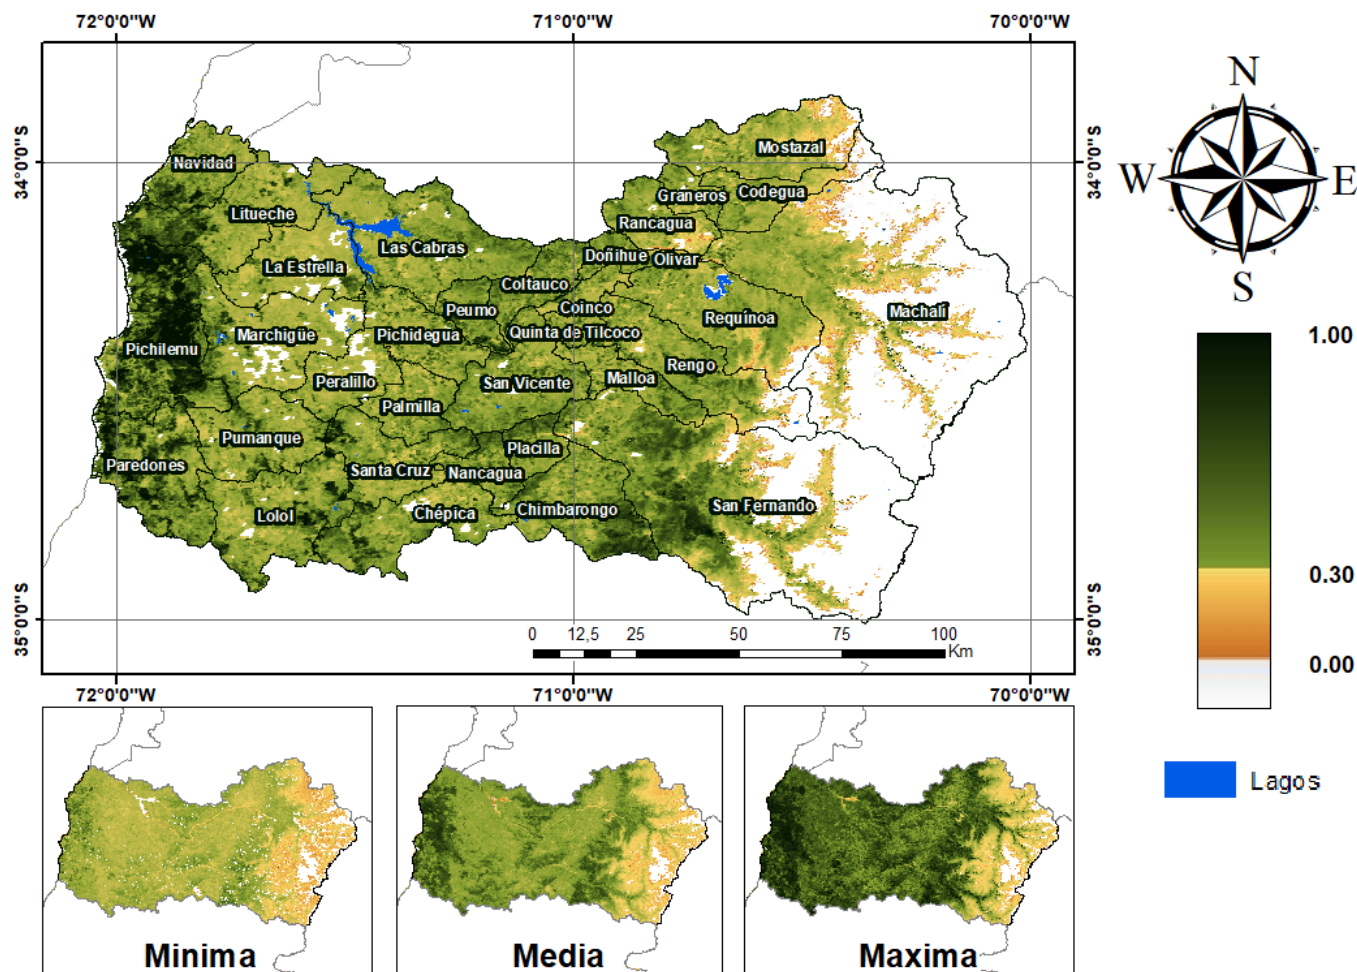 72°0'0"W
71°0'0"W
70°0'0"W
34°0'0"S
34°0'0"S
N
W
E
S
Mostazal
Navidad
Graneros
Codegua
Litueche
Rancagua
Las Cabras
Doñihue
Olivar
La Estrella
Coltauco
Peumo
Coinco
Machalí
Requínoa
Marchigüe
Pichidegua
Quinta de Tilcoco
Pichilemu
Rengo
Peralillo
San Vicente
Malloa
Palmilla
Pumanque
Placilla
Paredones
Santa Cruz
Nancagua
San Fernando
Lolol
Chépica
Chimbarongo
35°0'0"S
35°0'0"S
0
12,5
25
50
75
100
Km
72°0'0"W
71°0'0"W
70°0'0"W
1.00
0.30
0.00
Lagos
Minima
Media
Maxima